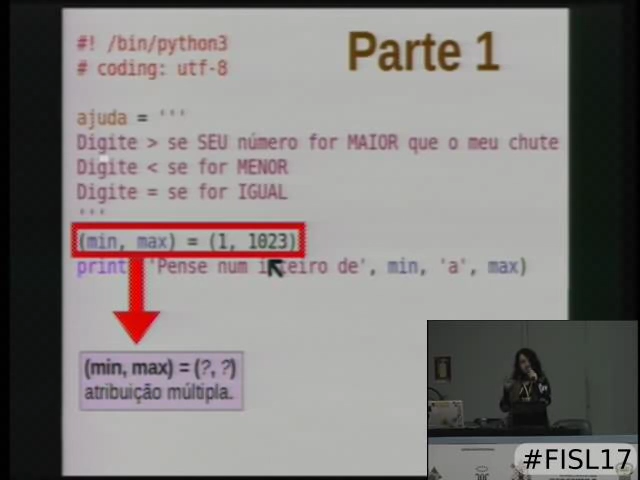 #! /bin/python3
Parte 1
# coding: utf-8
ajuda = '''
Digite > se SEU número for MAIOR que o meu chute
Digite < se for MENOR
Digite = se for IGUAL
'''
(min, max) = (1, 1023)
'Pense num inteiro de', min, 'a', max)
(min, max) = (?, ?)
atribuição múltipla.
#FISL17